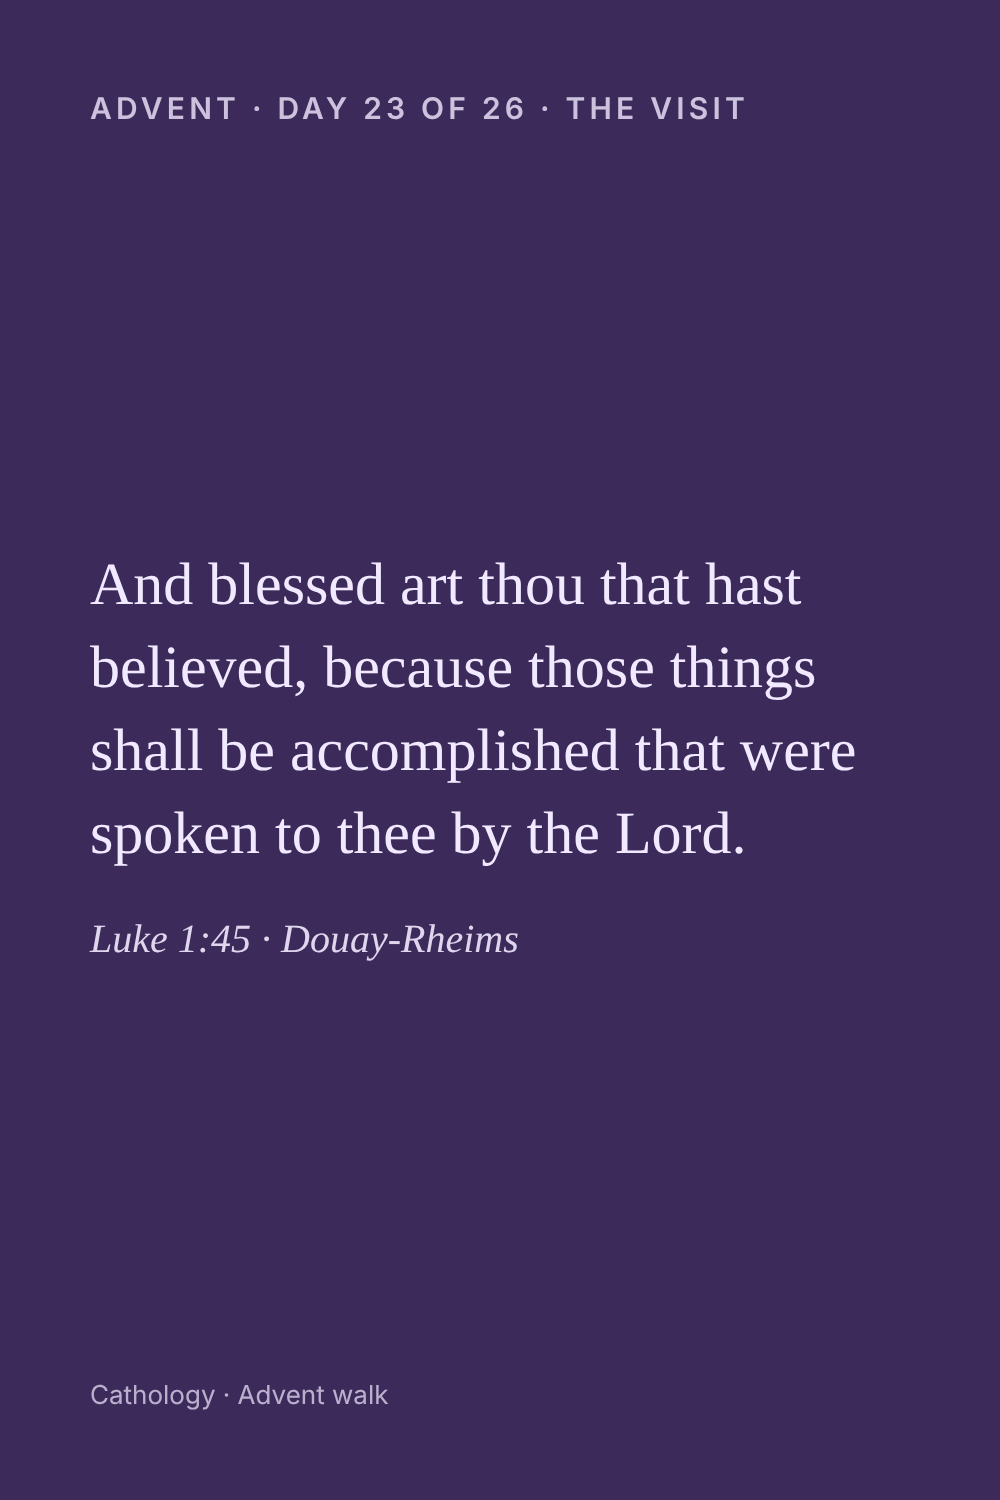 ADVENT · DAY 23 OF 26 · THE VISIT
And blessed art thou that hast
believed, because those things
shall be accomplished that were
spoken to thee by the Lord.
Luke 1:45 · Douay-Rheims
Cathology · Advent walk